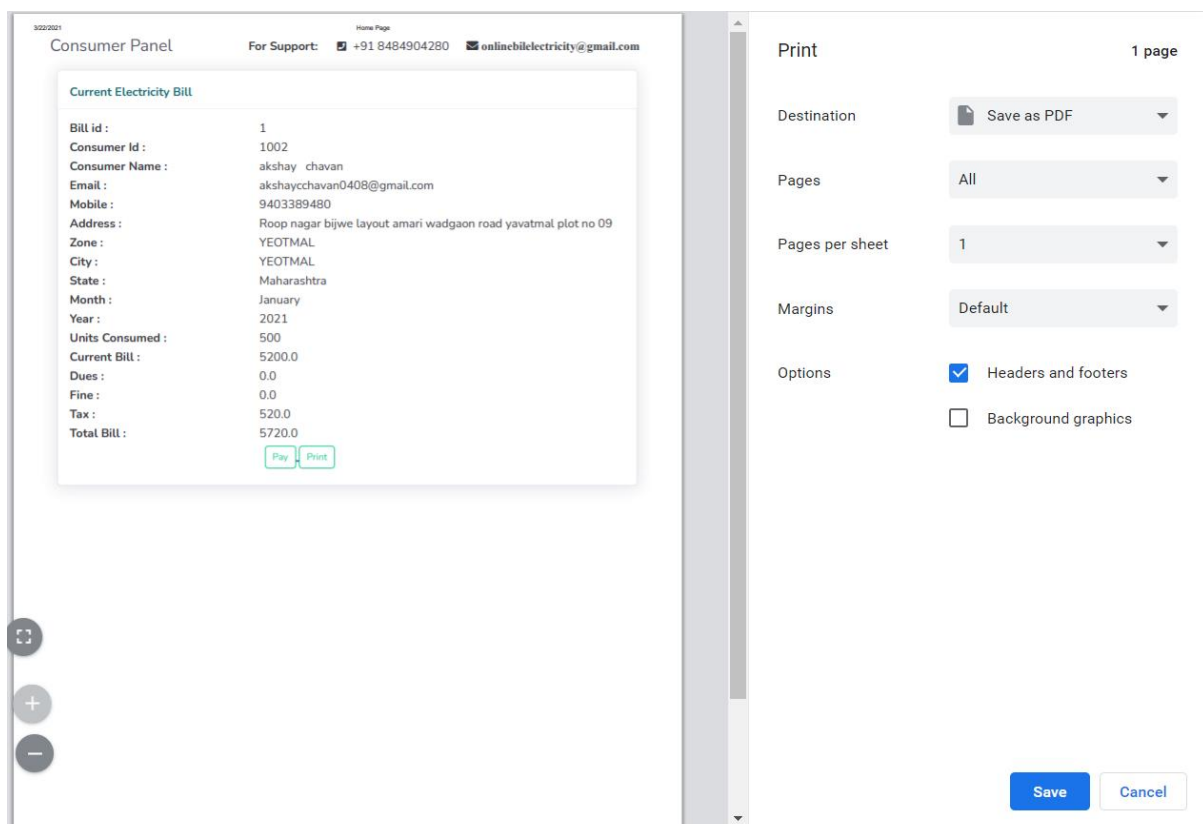 3/22/2021 Home Page
Consumer Panel For Support: +91 8484904280 onlinebilelectricity@gmail.com
Current Electricity Bill
Bill id : 1
Consumer Id : 1002
Consumer Name : akshay chavan
Email : akshaycchavan0408@gmail.com
Mobile : 9403389480
Address : Roop nagar bijwe layout amari wadgaon road yavatmal plot no 09
Zone : YEOTMAL
City : YEOTMAL
State : Maharashtra
Month : January
Year : 2021
Units Consumed : 500
Current Bill : 5200.0
Dues : 0.0
Fine : 0.0
Tax : 520.0
Total Bill : 5720.0
Pay Print
Print 1 page
Destination Save as PDF
Pages All
Pages per sheet 1
Margins Default
Options Headers and footers
Background graphics
Save Cancel